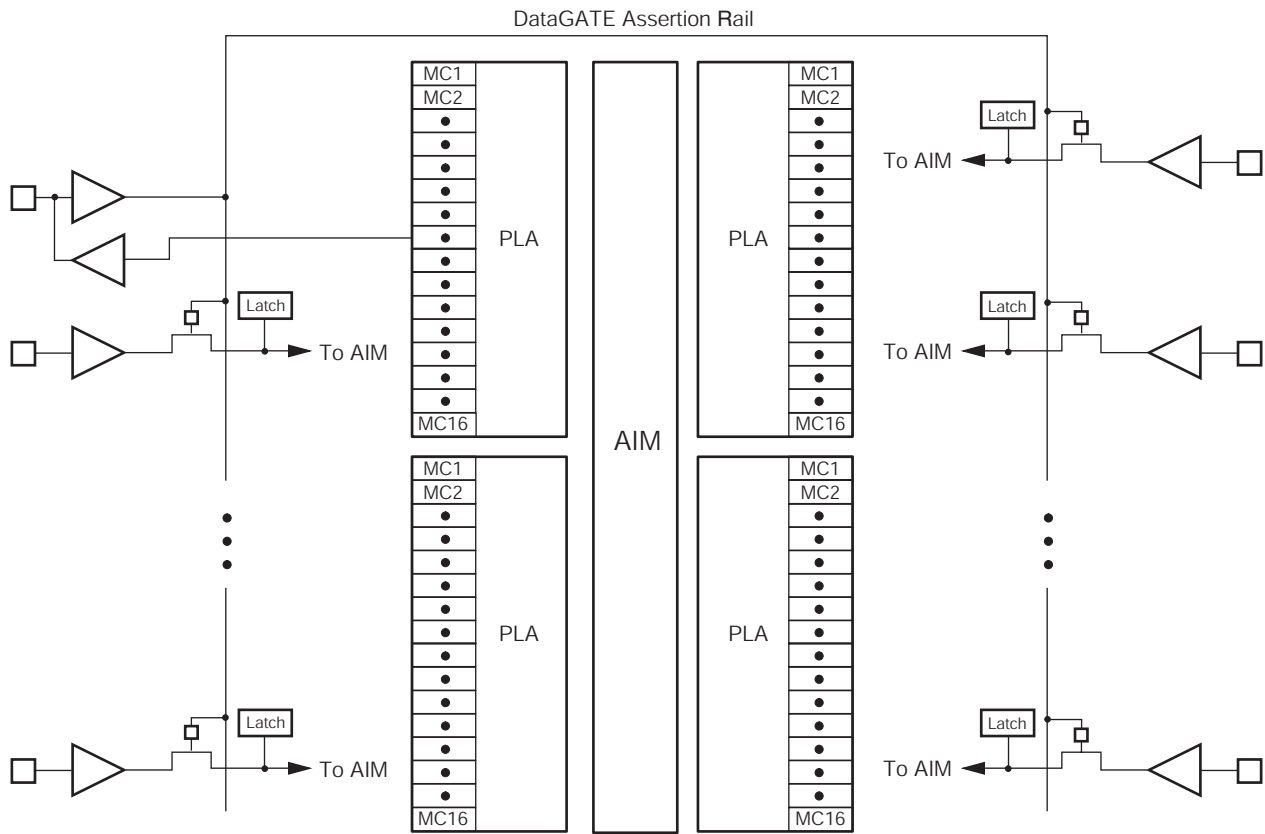 DataGATE Assertion Rail
MC1
MC2
PLA
MC16
MC1
MC2
PLA
MC16
AIM
MC1
MC2
PLA
MC16
MC1
MC2
PLA
MC16
Latch
To AIM
Latch
To AIM
Latch
To AIM
Latch
To AIM
Latch
To AIM